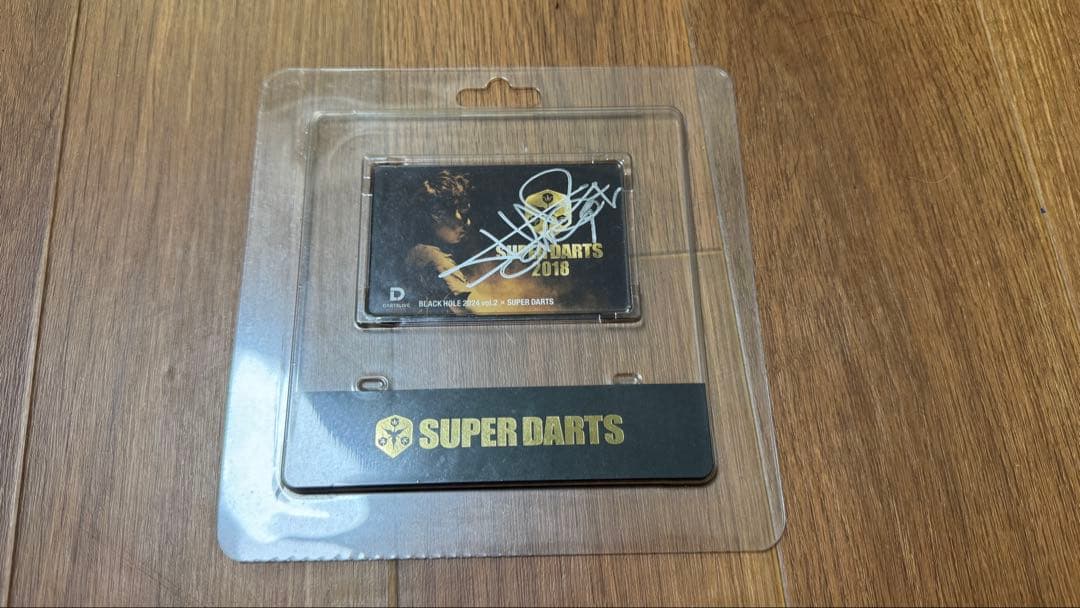 SUPER DARTS
2018
D
DARTSLIVE
BLACK HOLE 2024 vol.2 × SUPER DARTS
SUPER DARTS